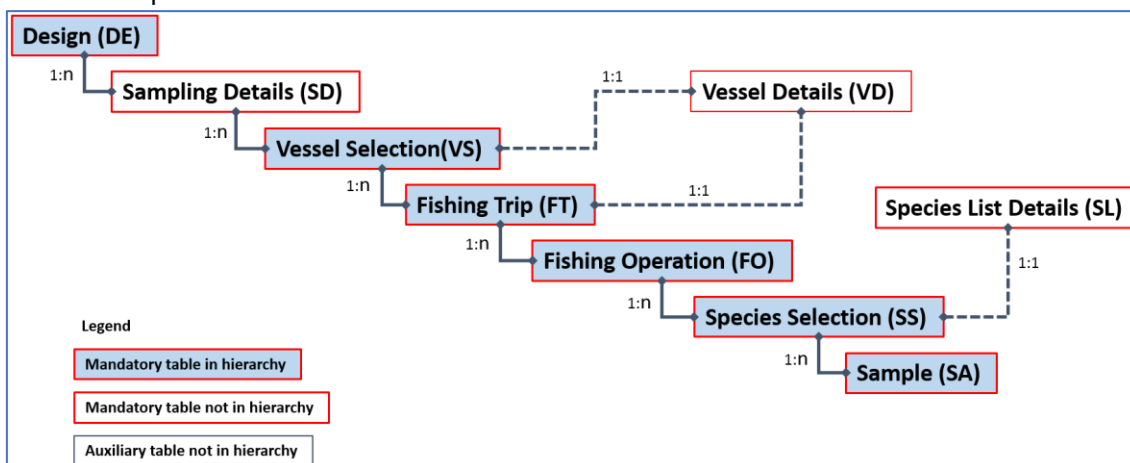 Design (DE)
1:n
Sampling Details (SD)
1:1
Vessel Details (VD)
1:n
Vessel Selection(VS)
1:n
Fishing Trip (FT)
1:1
Species List Details (SL)
1:n
Fishing Operation (FO)
1:1
1:n
Species Selection (SS)
Legend
1:n
Mandatory table in hierarchy
Sample (SA)
Mandatory table not in hierarchy
Auxiliary table not in hierarchy